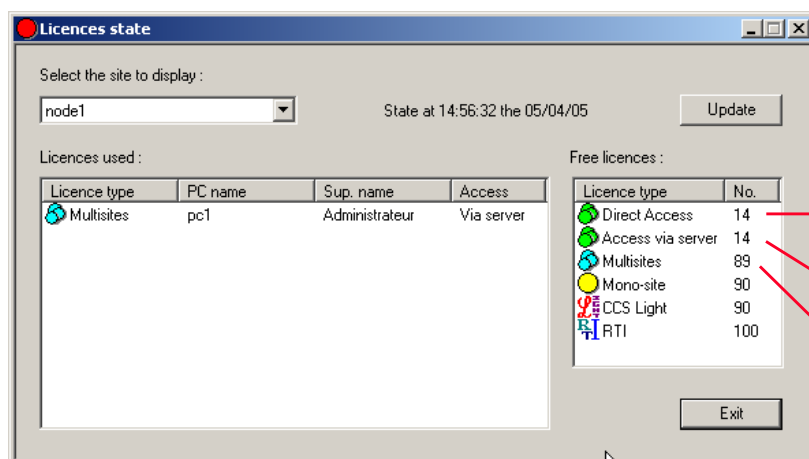 Licences state
Select the site to display :
node1
State at 14:56:32 the 05/04/05
Update
Licences used :
Free licences :
Licence type PC name Sup. name Access
Multisites pc1 Administrateur Via server
Licence type No.
Direct Access 14
Access via server 14
Multisites 89
Mono-site 90
CCS Light 90
RTI 100
Exit